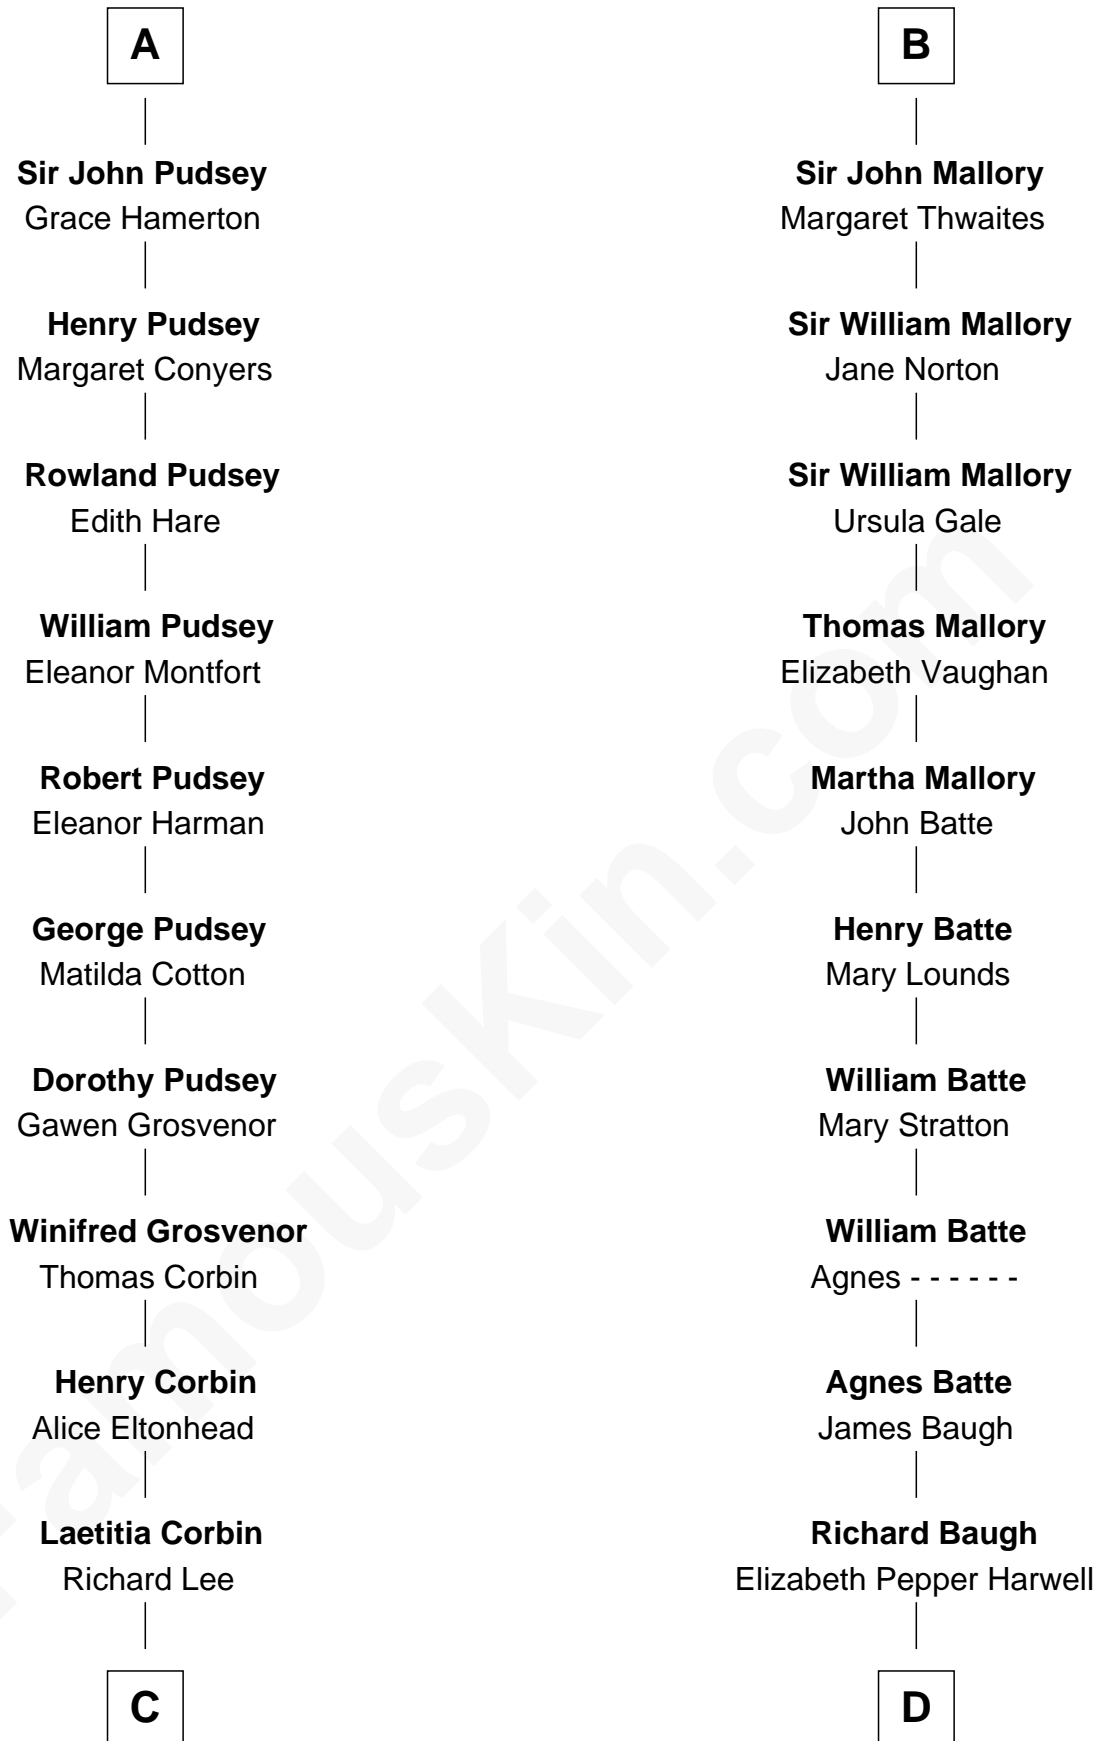 A
Sir John Pudsey
Grace Hamerton
Henry Pudsey
Margaret Conyers
Rowland Pudsey
Edith Hare
William Pudsey
Eleanor Montfort
Robert Pudsey
Eleanor Harman
George Pudsey
Matilda Cotton
Dorothy Pudsey
Gawen Grosvenor
Winifred Grosvenor
Thomas Corbin
Henry Corbin
Alice Eltonhead
Laetitia Corbin
Richard Lee
C
B
Sir John Mallory
Margaret Thwaites
Sir William Mallory
Jane Norton
Sir William Mallory
Ursula Gale
Thomas Mallory
Elizabeth Vaughan
Martha Mallory
John Batte
Henry Batte
Mary Lounds
William Batte
Mary Stratton
William Batte
Agnes - - - - - -
Agnes Batte
James Baugh
Richard Baugh
Elizabeth Pepper Harwell
D
FamousKin.com